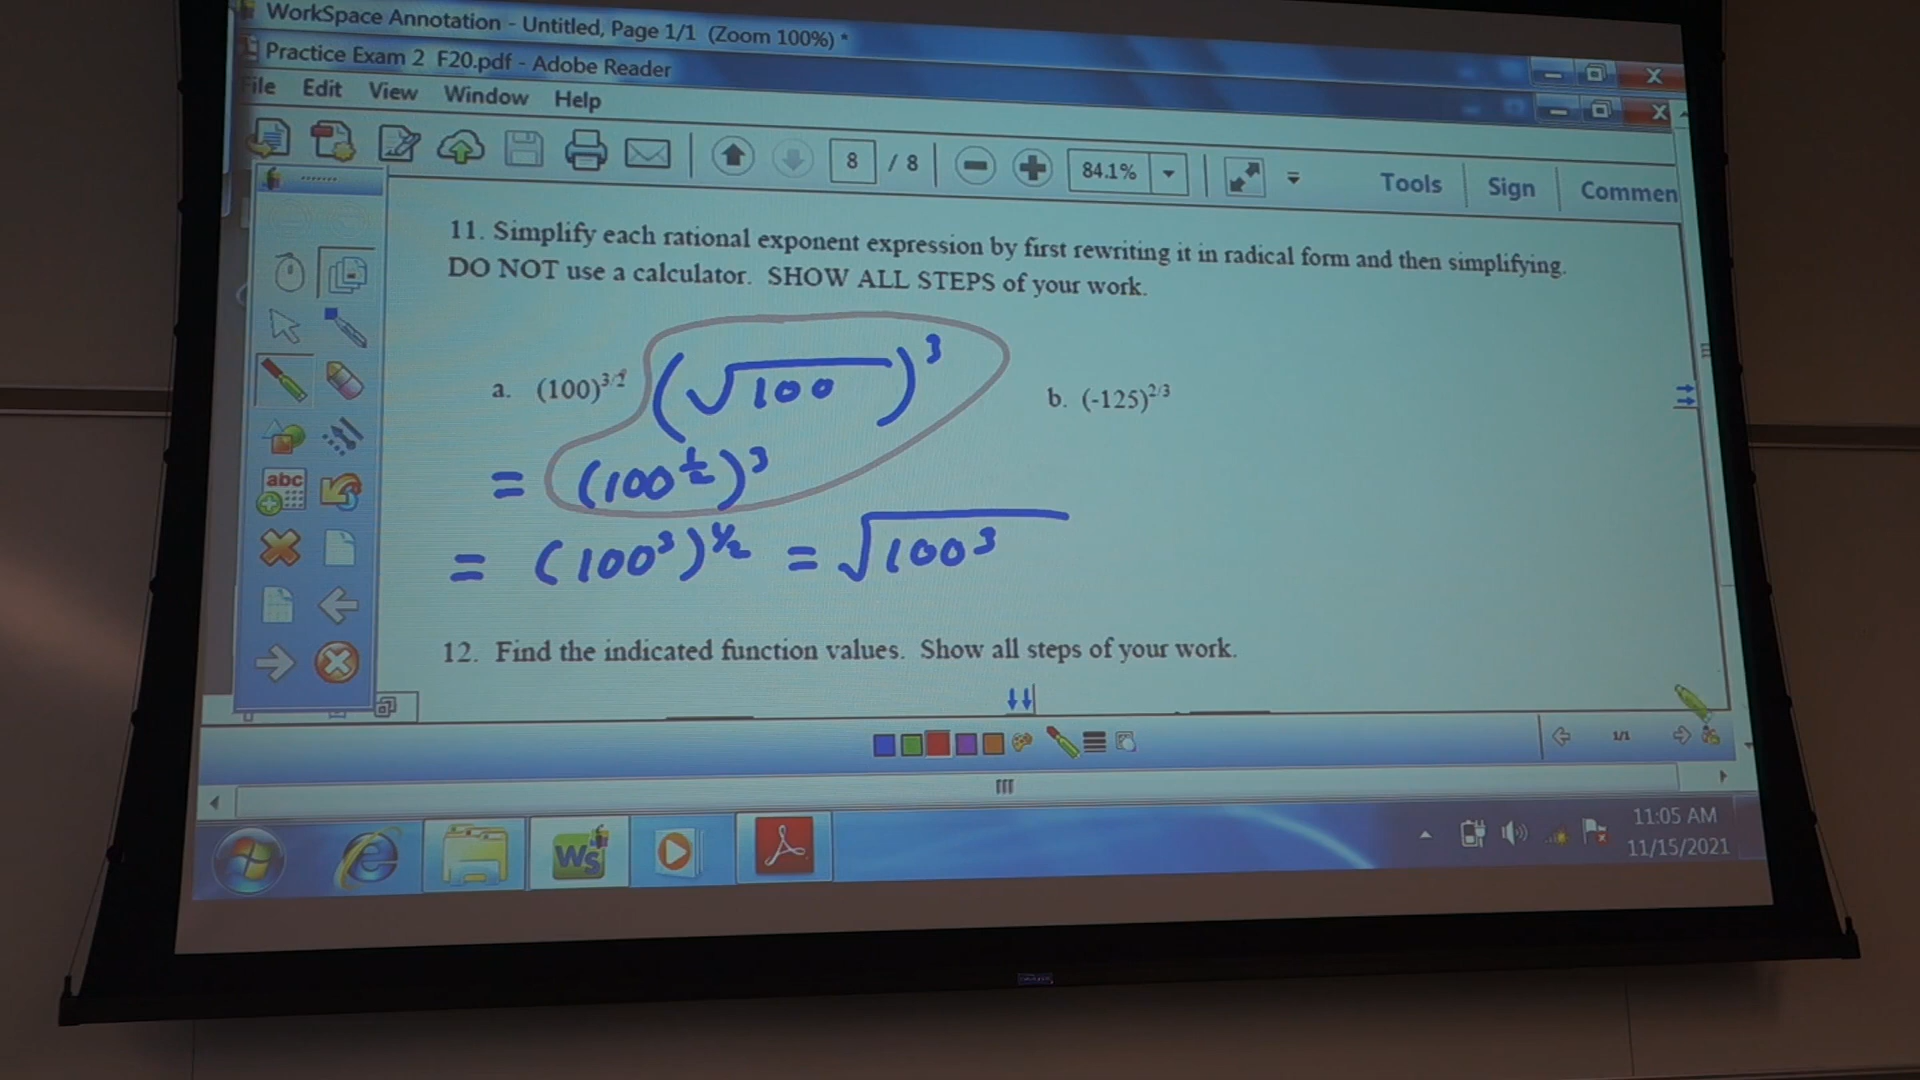 WorkSpace Annotation - Untitled, Page 1/1 (Zoom 100%) *
Practice Exam 2 F20.pdf - Adobe Reader
File Edit View Window Help
8 / 8 84.1% Tools Sign Commen
11. Simplify each rational exponent expression by first rewriting it in radical form and then simplifying.
DO NOT use a calculator. SHOW ALL STEPS of your work.
a. (100)^3/2 (√100)^3
b. (-125)^2/3
= (100^1/2)^3
= (100^3)^1/2 = √100^3
12. Find the indicated function values. Show all steps of your work.
abc
1/1
WS
11:05 AM
11/15/2021